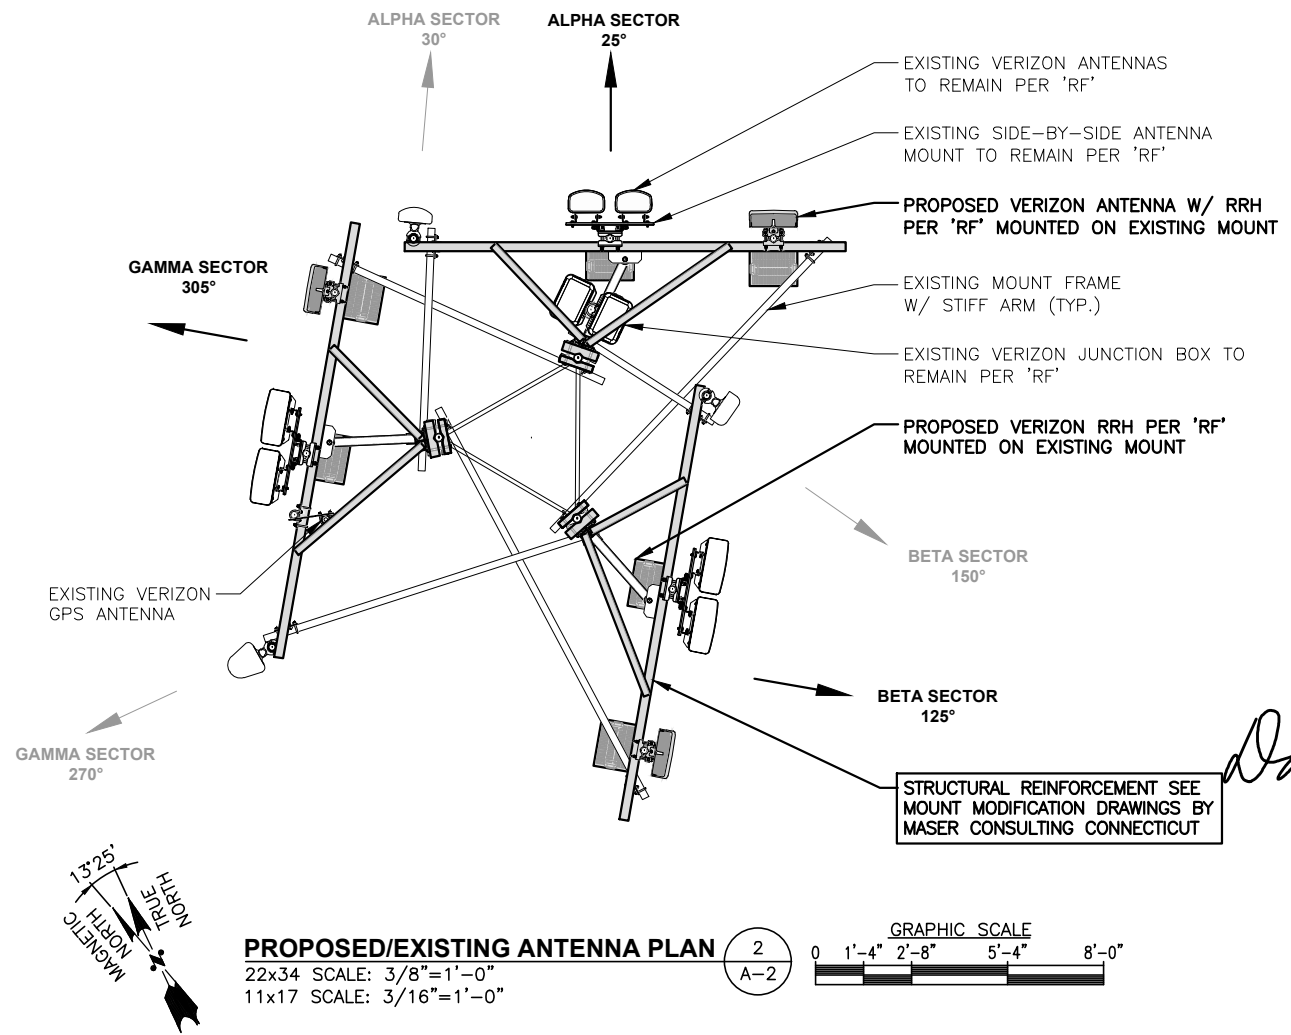 ALPHA SECTOR
30°
ALPHA SECTOR
25°
EXISTING VERIZON ANTENNAS
TO REMAIN PER 'RF'
EXISTING SIDE-BY-SIDE ANTENNA
MOUNT TO REMAIN PER 'RF'
PROPOSED VERIZON ANTENNA W/ RRH
PER 'RF' MOUNTED ON EXISTING MOUNT
GAMMA SECTOR
305°
EXISTING MOUNT FRAME
W/ STIFF ARM (TYP.)
EXISTING VERIZON JUNCTION BOX TO
REMAIN PER 'RF'
PROPOSED VERIZON RRH PER 'RF'
MOUNTED ON EXISTING MOUNT
BETA SECTOR
150°
EXISTING VERIZON
GPS ANTENNA
BETA SECTOR
125°
GAMMA SECTOR
270°
STRUCTURAL REINFORCEMENT SEE
MOUNT MODIFICATION DRAWINGS BY
MASER CONSULTING CONNECTICUT
13°25'
MAGNETIC
NORTH
TRUE
NORTH
N
PROPOSED/EXISTING ANTENNA PLAN
22x34 SCALE: 3/8"=1'-0"
11x17 SCALE: 3/16"=1'-0"
2
A-2
GRAPHIC SCALE
0 1'-4" 2'-8" 5'-4" 8'-0"